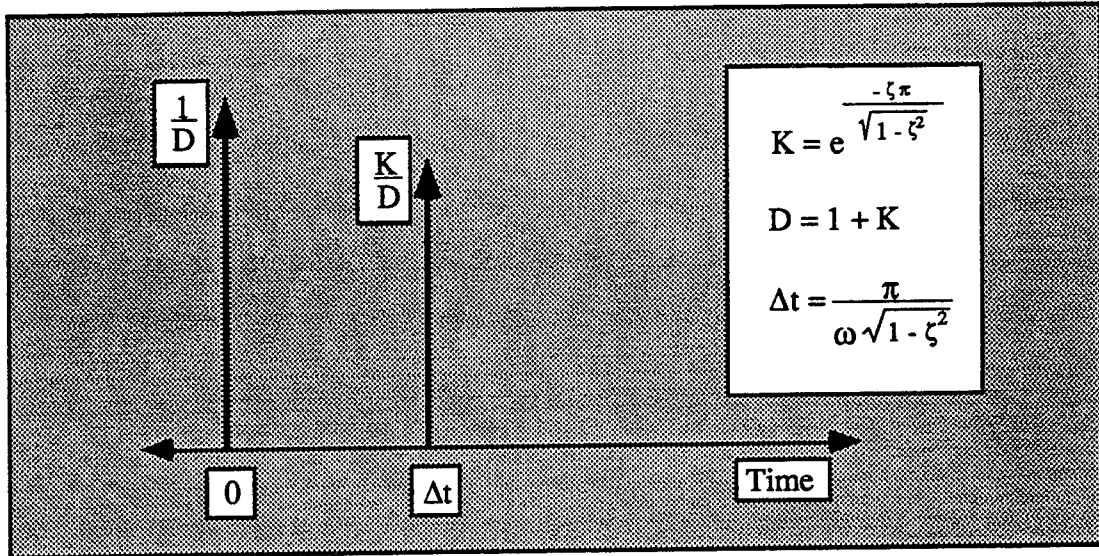 1/D
K/D
K = e^(-ζπ/√(1 - ζ²))
D = 1 + K
Δt = π/(ω√(1 - ζ²))
0
Δt
Time